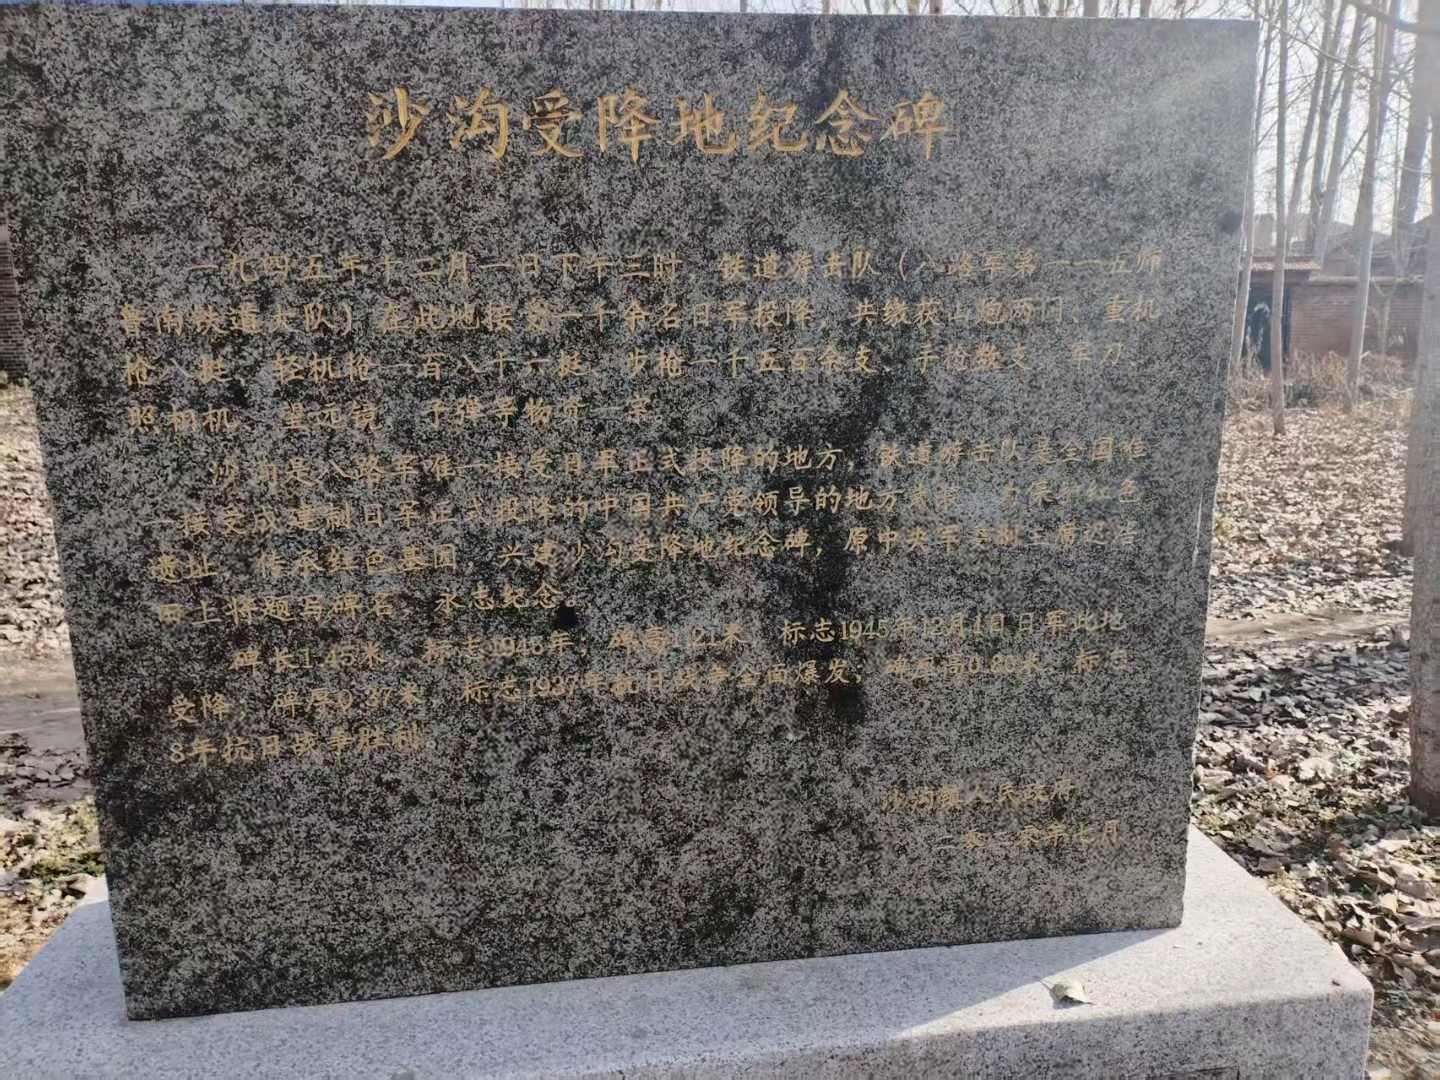 沙沟受降地纪念碑
一九四五年十二月一日下午三时，铁道游击队（八路军第一一五师
鲁南铁道大队）在此地接受一千余名日军投降，共缴获山炮两门、重机
枪八挺、轻机枪一百八十六挺、步枪一千五百余支、手枪数支、军刀、
照相机、望远镜、子弹等物资一宗。
沙沟是八路军唯一接受日军正式投降的地方，铁道游击队是全国唯
一接受成建制日军正式投降的中国共产党领导的地方武装。为保护红色
遗址、传承红色基因，兴建沙沟受降地纪念碑，原中央军委副主席迟浩
田上将题写碑名，永志纪念。
碑长1.45米，标志1945年，碑高1.21米，标志1945年12月1日日军此地
受降，碑厚0.37米，标志1937年抗日战争全面爆发；碑座高0.80米，标志
8年抗日战争胜利。
沙沟镇人民政府
二零二零年七月